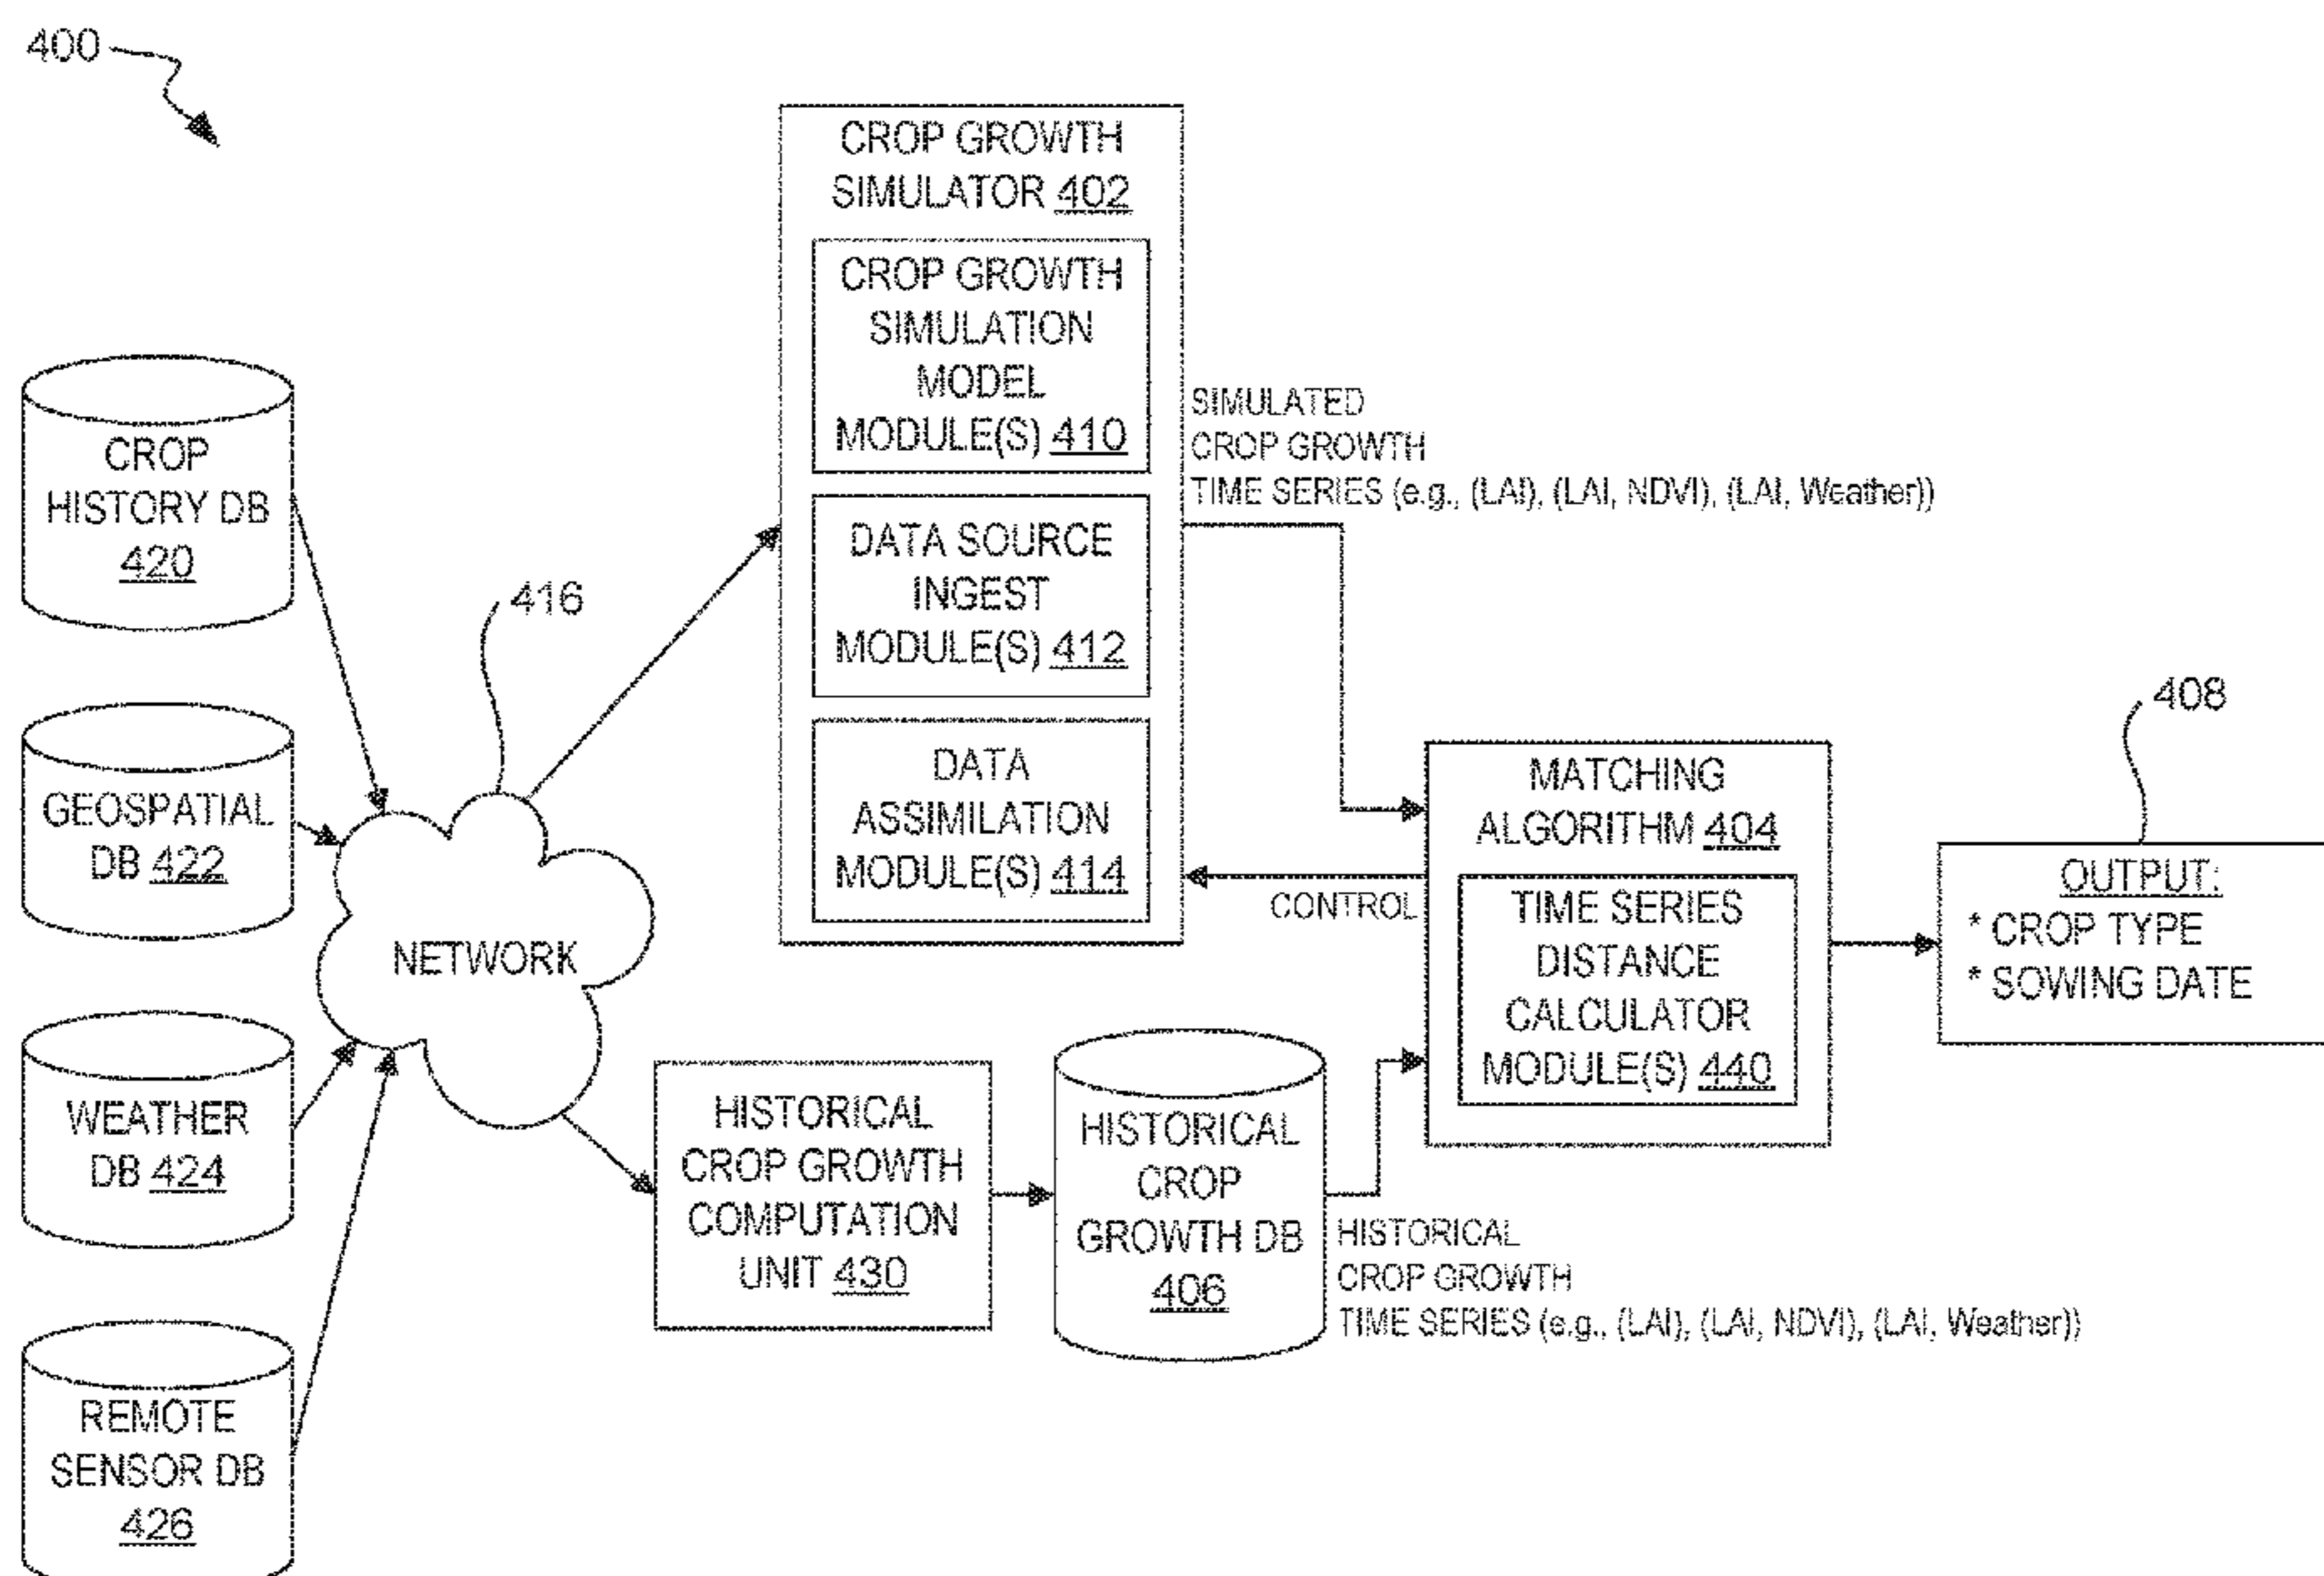 400
CROP GROWTH
SIMULATOR 402
CROP GROWTH
SIMULATION
MODEL
MODULE(S) 410
DATA SOURCE
INGEST
MODULE(S) 412
DATA
ASSIMILATION
MODULE(S) 414
SIMULATED
CROP GROWTH
TIME SERIES (e.g., (LAI), (LAI, NDVI), (LAI, Weather))
CROP
HISTORY DB
420
GEOSPATIAL
DB 422
WEATHER
DB 424
REMOTE
SENSOR DB
426
416
NETWORK
HISTORICAL
CROP GROWTH
COMPUTATION
UNIT 430
HISTORICAL
CROP
GROWTH DB
406
HISTORICAL
CROP GROWTH
TIME SERIES (e.g., (LAI), (LAI, NDVI), (LAI, Weather))
CONTROL
MATCHING
ALGORITHM 404
TIME SERIES
DISTANCE
CALCULATOR
MODULE(S) 440
408
OUTPUT:
* CROP TYPE
* SOWING DATE